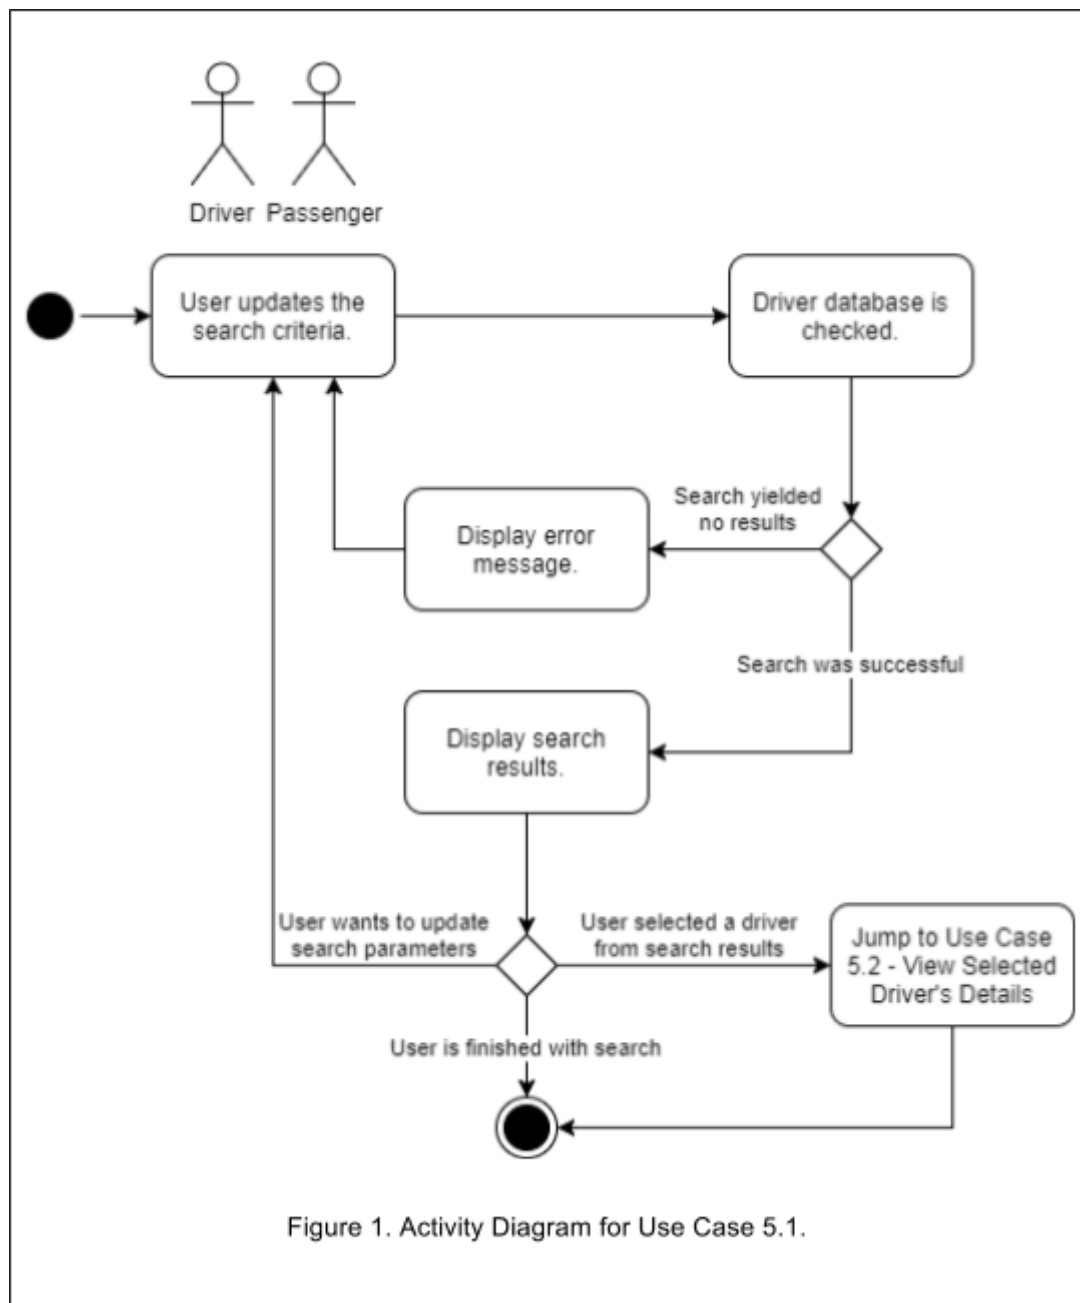 Driver Passenger
User updates the
search criteria.
Driver database is
checked.
Search yielded
no results
Display error
message.
Search was successful
Display search
results.
User wants to update
search parameters
User selected a driver
from search results
Jump to Use Case
5.2 - View Selected
Driver's Details
User is finished with search
Figure 1. Activity Diagram for Use Case 5.1.